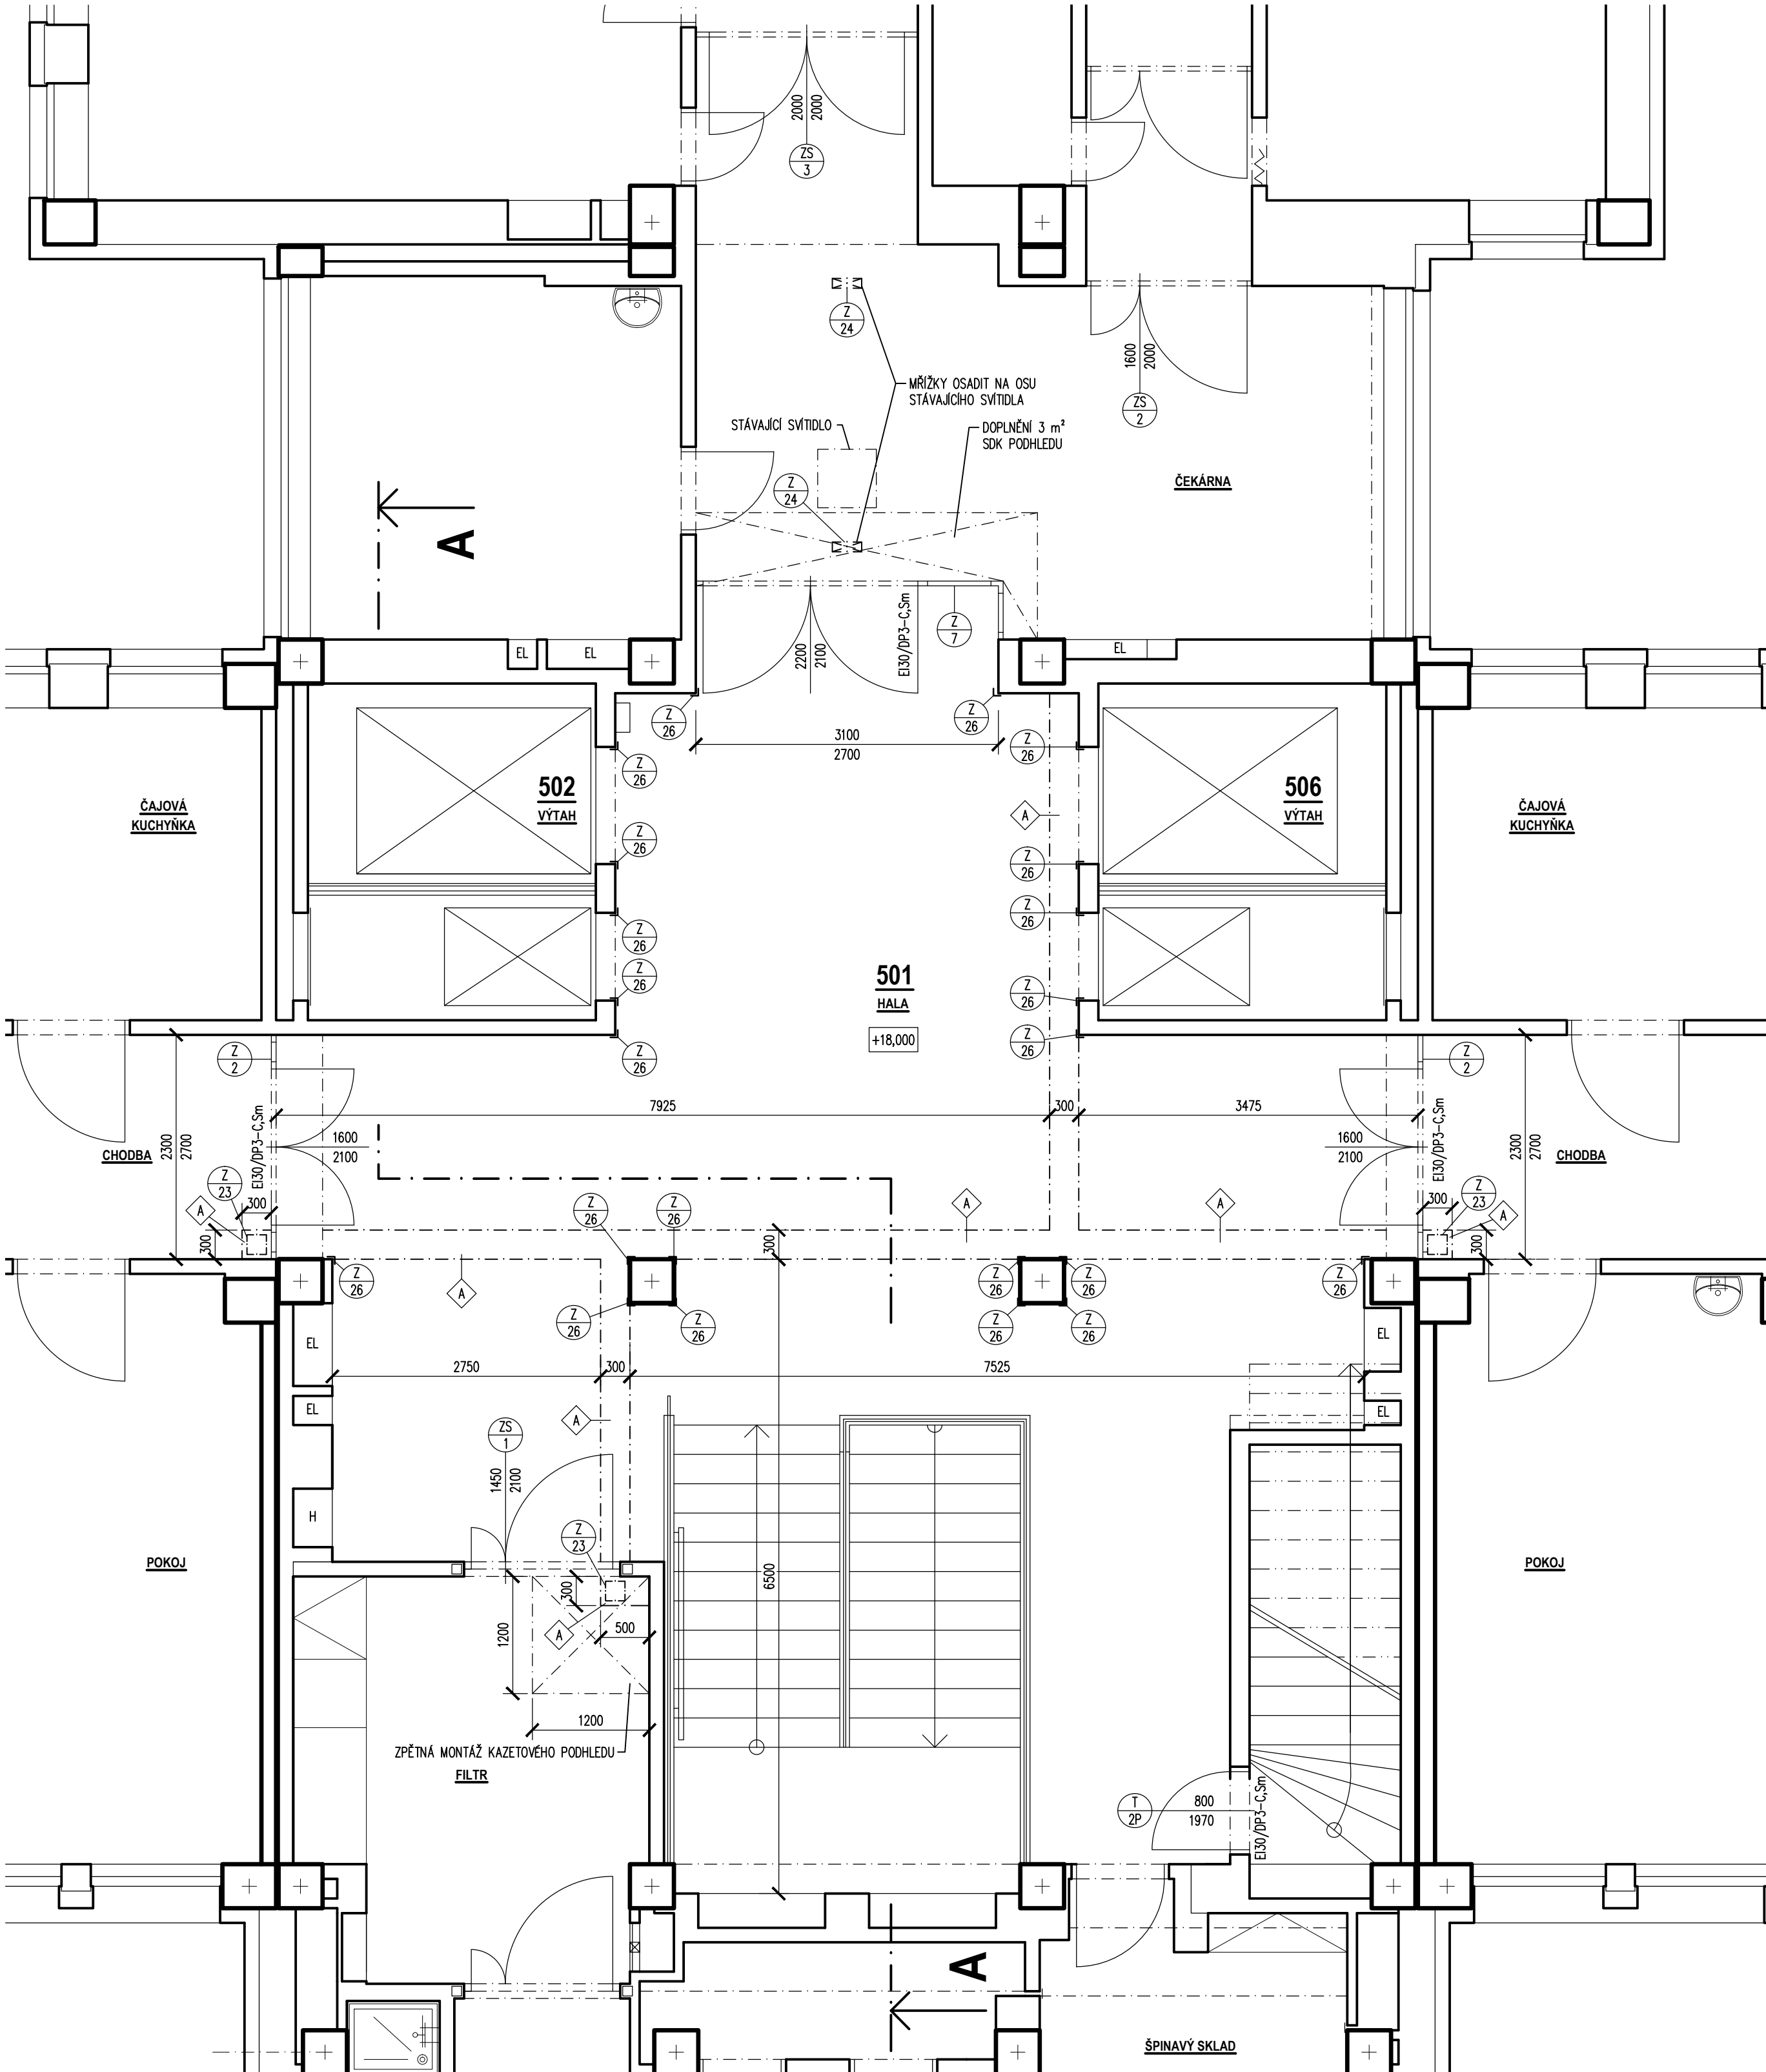 2000
2000
ZS
3
Z
24
1600
2000
ZS
2
MŘÍŽKY OSADIT NA OSU
STÁVAJÍCÍHO SVÍTIDLA
STÁVAJÍCÍ SVÍTIDLO
DOPLNĚNÍ 3 m²
SDK PODHLEDU
ČEKÁRNA
Z
24
A
EI30/DP3-C,Sm
Z
7
2200
2100
EL
EL
EL
Z
26
Z
26
3100
2700
Z
26
Z
26
502
VÝTAH
506
VÝTAH
ČAJOVÁ
KUCHYŇKA
ČAJOVÁ
KUCHYŇKA
A
Z
26
Z
26
Z
26
Z
26
Z
26
501
HALA
Z
26
+18,000
Z
26
Z
26
Z
2
Z
2
7925
300
3475
2300
2700
EI30/DP3-C,Sm
1600
2100
1600
2100
EI30/DP3-C,Sm
2300
2700
CHODBA
CHODBA
Z
23
A
300
300
Z
26
Z
26
A
A
300
Z
23
A
300
300
Z
26
A
Z
26
Z
26
Z
26
Z
26
Z
26
Z
26
Z
26
EL
EL
2750
300
7525
EL
EL
A
ZS
1
1450
2100
H
Z
23
POKOJ
POKOJ
300
6500
1200
A
500
1200
ZPĚTNÁ MONTÁŽ KAZETOVÉHO PODHLEDU
FILTR
T
2P
800
1970
EI30/DP3-C,Sm
A
ŠPINAVÝ SKLAD